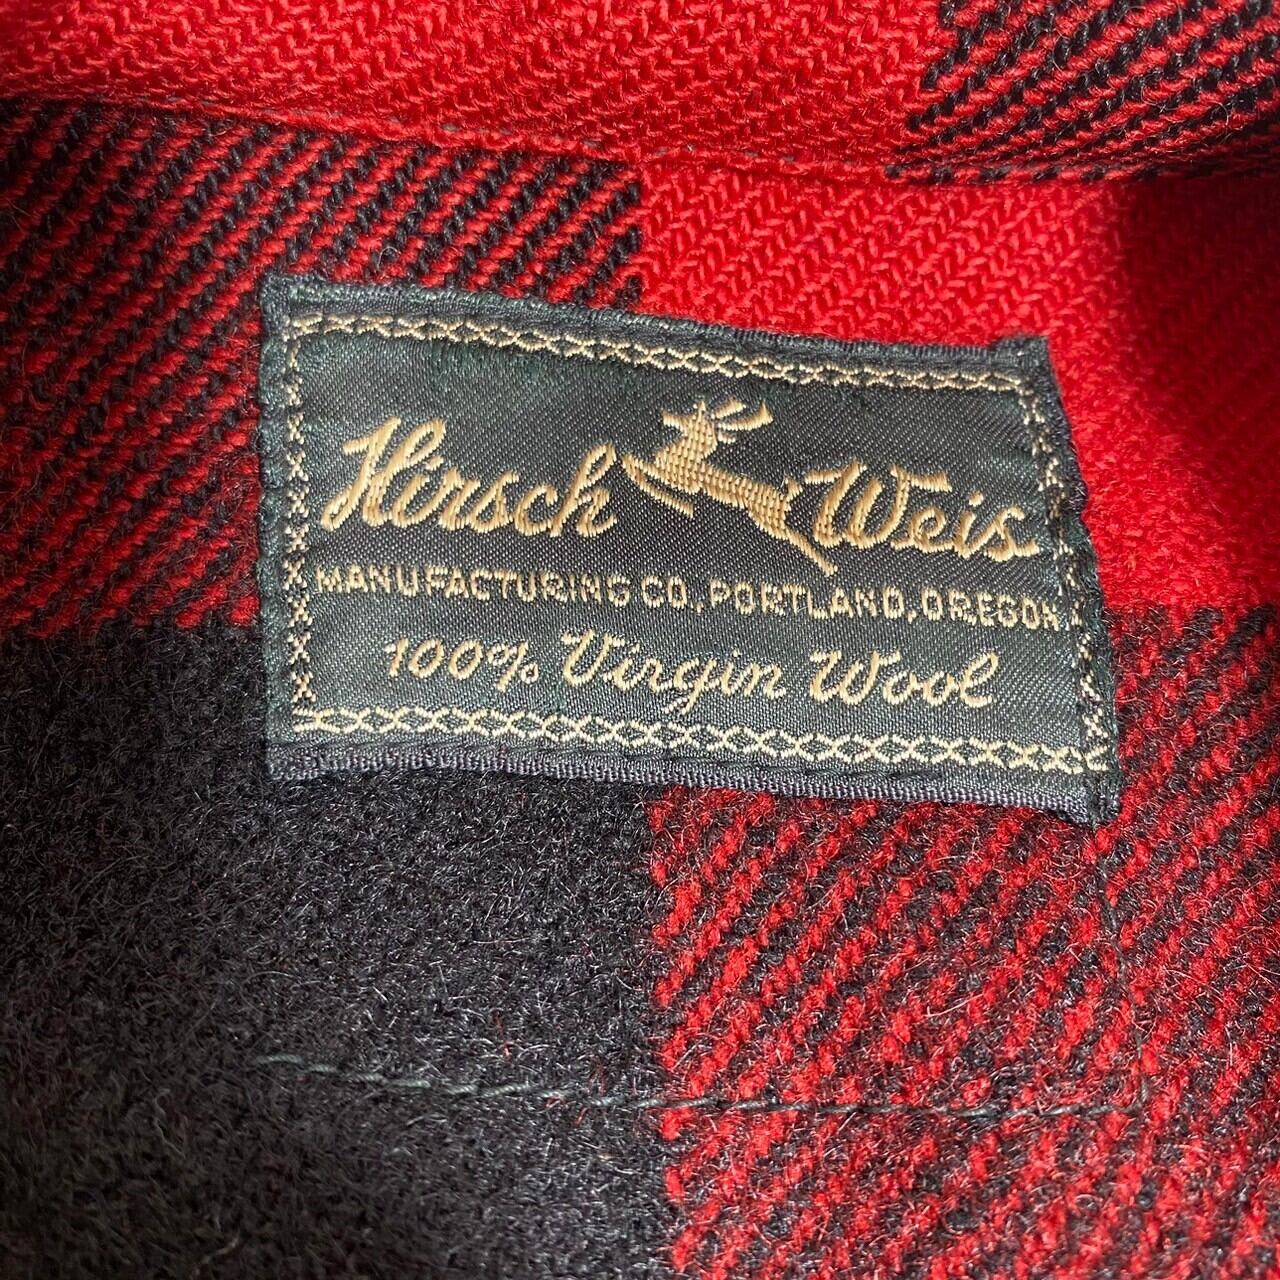 Hirsch Weis
MANUFACTURING CO., PORTLAND, OREGON
100% Virgin Wool